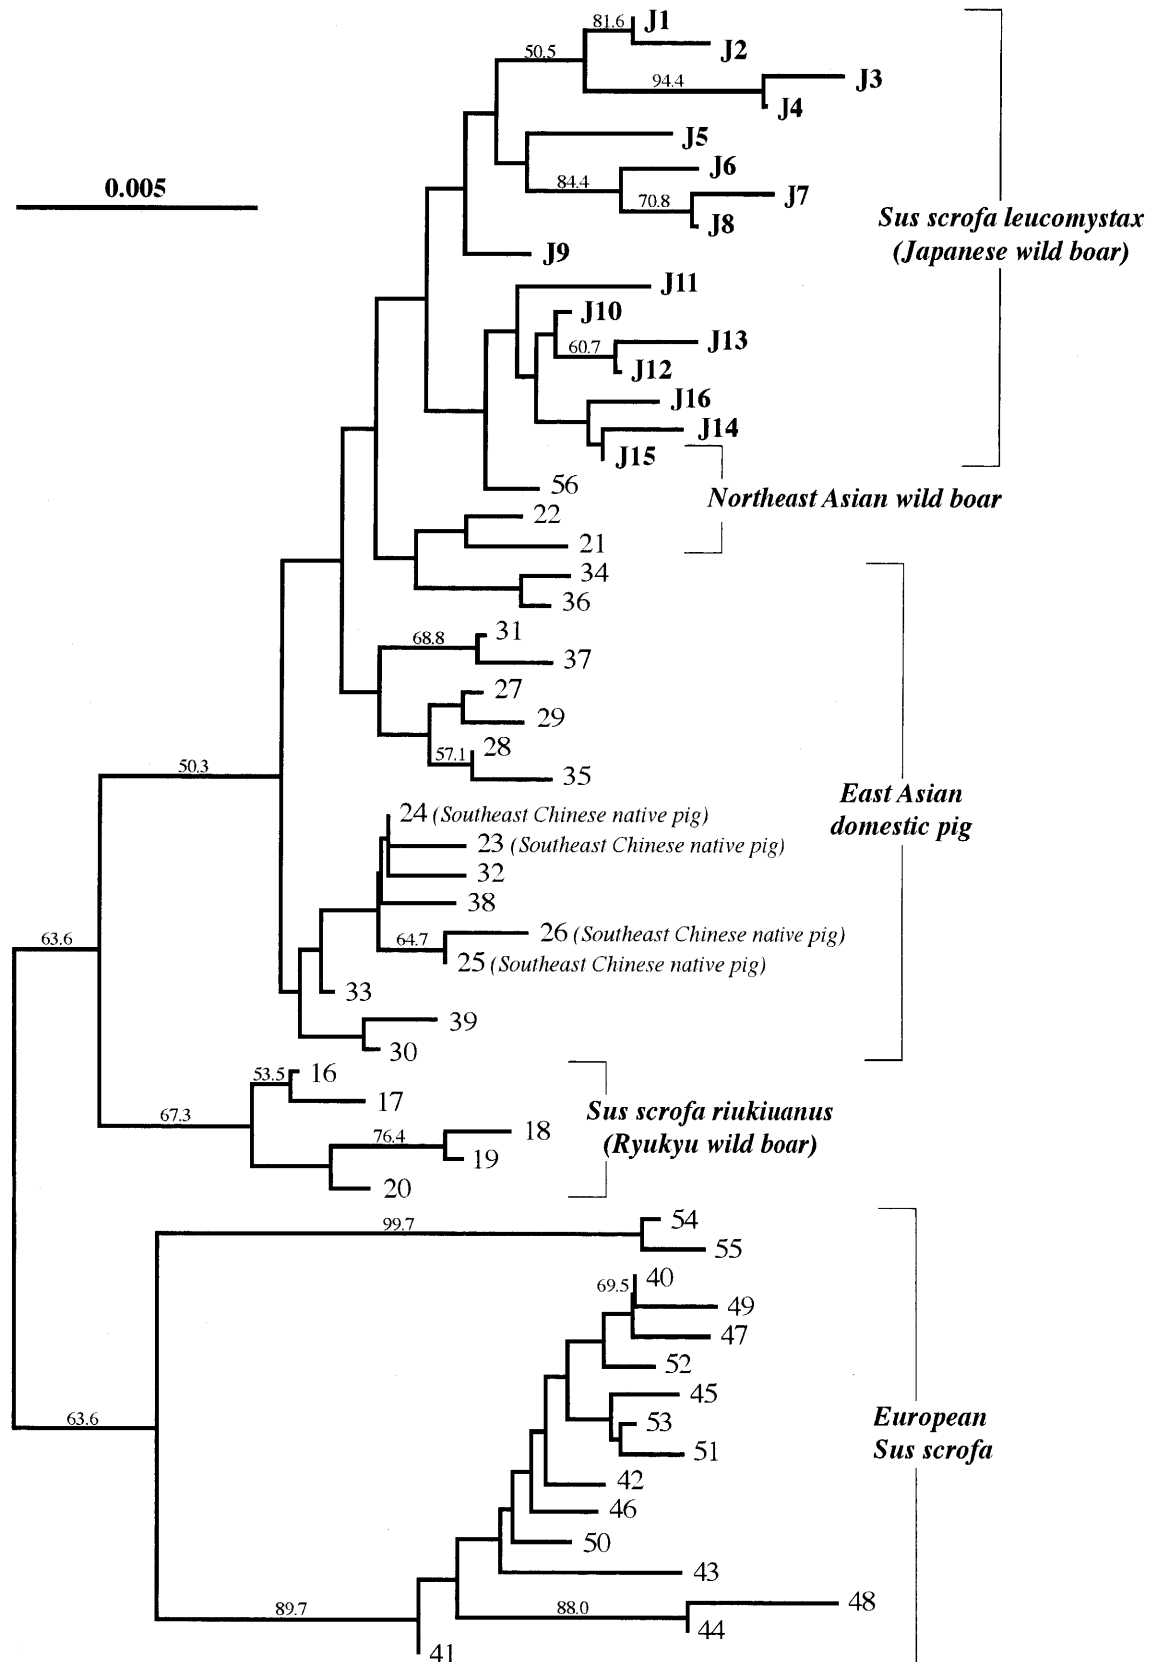 81.6
J1
50.5
J2
94.4
J3
J4
J5
0.005
84.4
J6
70.8
J7
J8
Sus scrofa leucomystax
(Japanese wild boar)
J9
J11
J10
60.7
J13
J12
J16
J14
J15
56
Northeast Asian wild boar
22
21
34
36
68.8
31
37
27
29
57.1
28
35
50.3
East Asian
domestic pig
24 (Southeast Chinese native pig)
23 (Southeast Chinese native pig)
32
38
63.6
64.7
26 (Southeast Chinese native pig)
25 (Southeast Chinese native pig)
33
39
30
53.5
16
17
67.3
Sus scrofa riukiuanus
(Ryukyu wild boar)
76.4
18
19
20
99.7
54
55
69.5
40
49
47
52
45
53
51
63.6
European
Sus scrofa
42
46
50
43
89.7
88.0
48
44
41